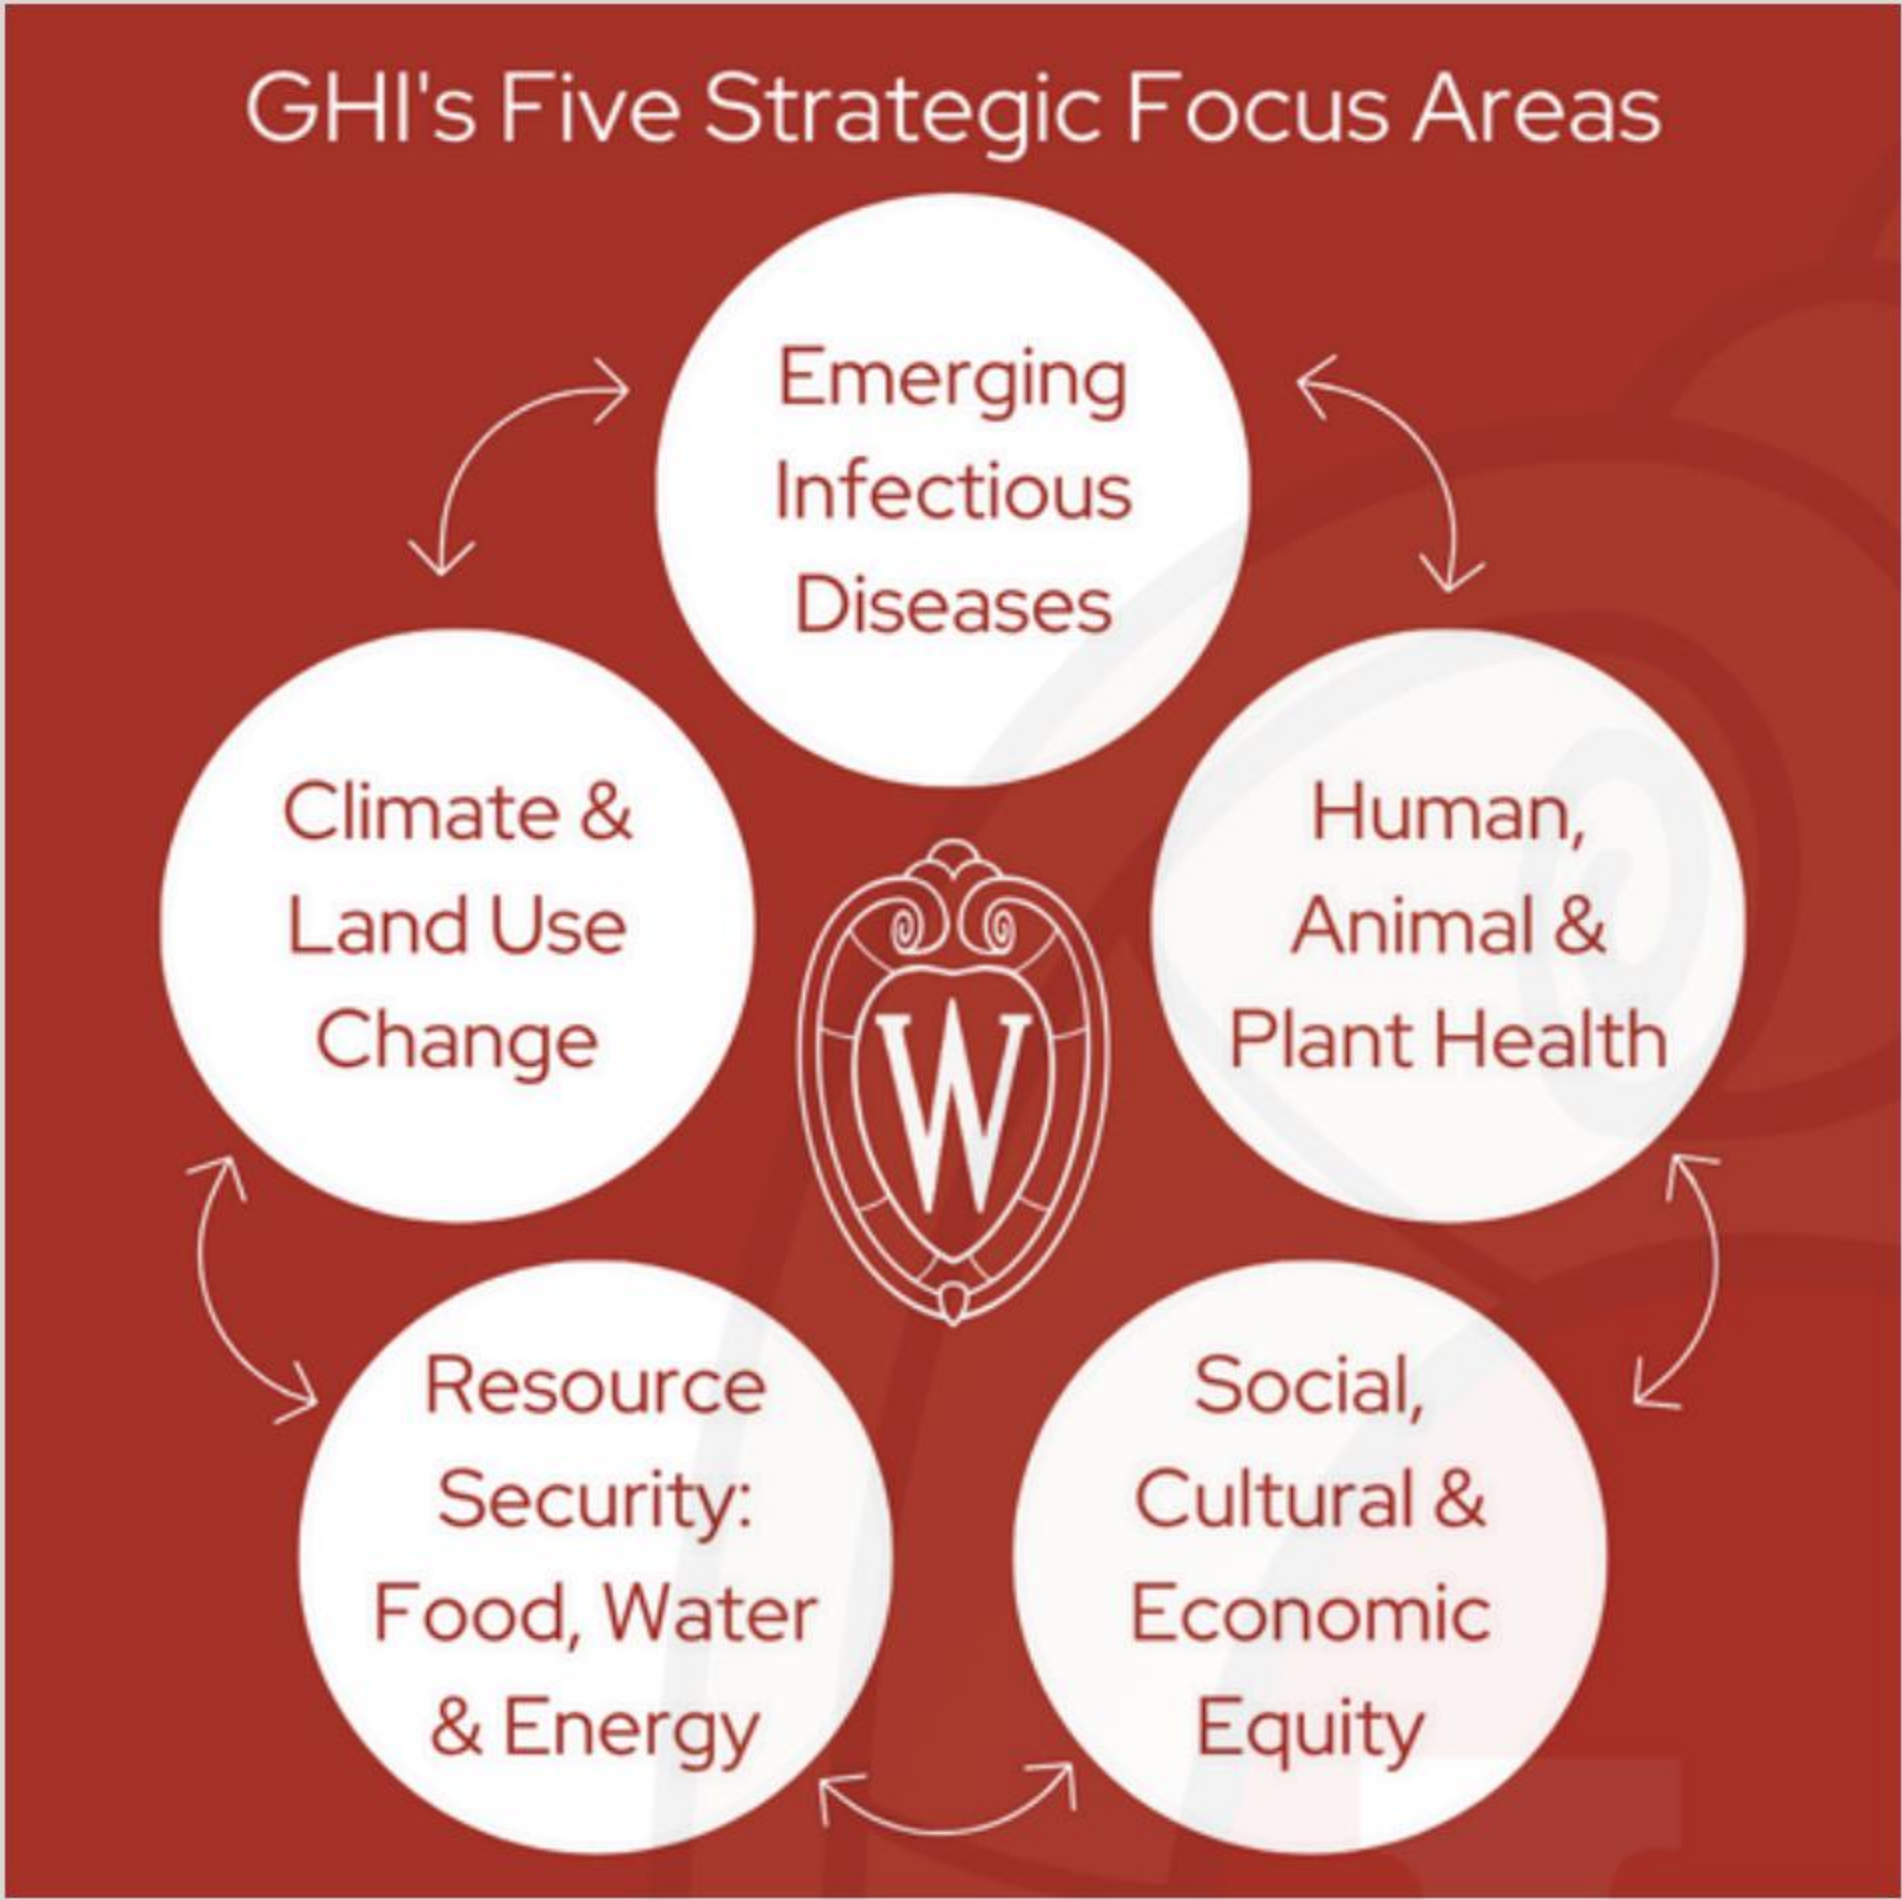 GHI's Five Strategic Focus Areas
Emerging
Infectious
Diseases
Climate &
Land Use
Change
Human,
Animal &
Plant Health
W
Resource
Security:
Food, Water
& Energy
Social,
Cultural &
Economic
Equity